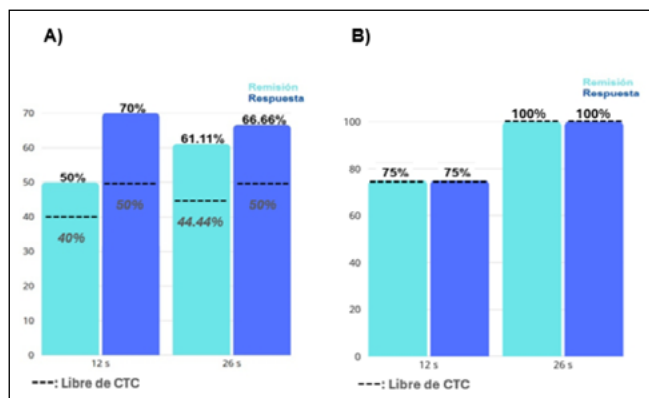 A)
Remisión
Respuesta
70
60
50
40
30
20
10
0
50%
40%
70%
50%
61.11%
44.44%
66.66%
50%
12 s
26 s
----: Libre de CTC
B)
Remisión
Respuesta
100
80
60
40
20
0
75%
75%
100%
100%
12 s
26 s
----: Libre de CTC